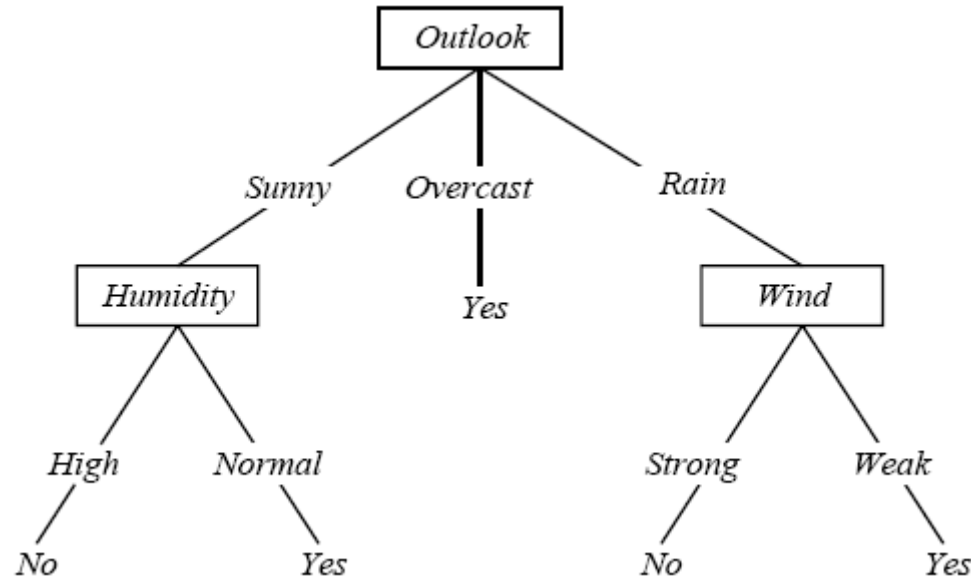 Outlook
Sunny Overcast Rain
Humidity Yes Wind
High Normal Strong Weak
No Yes No Yes